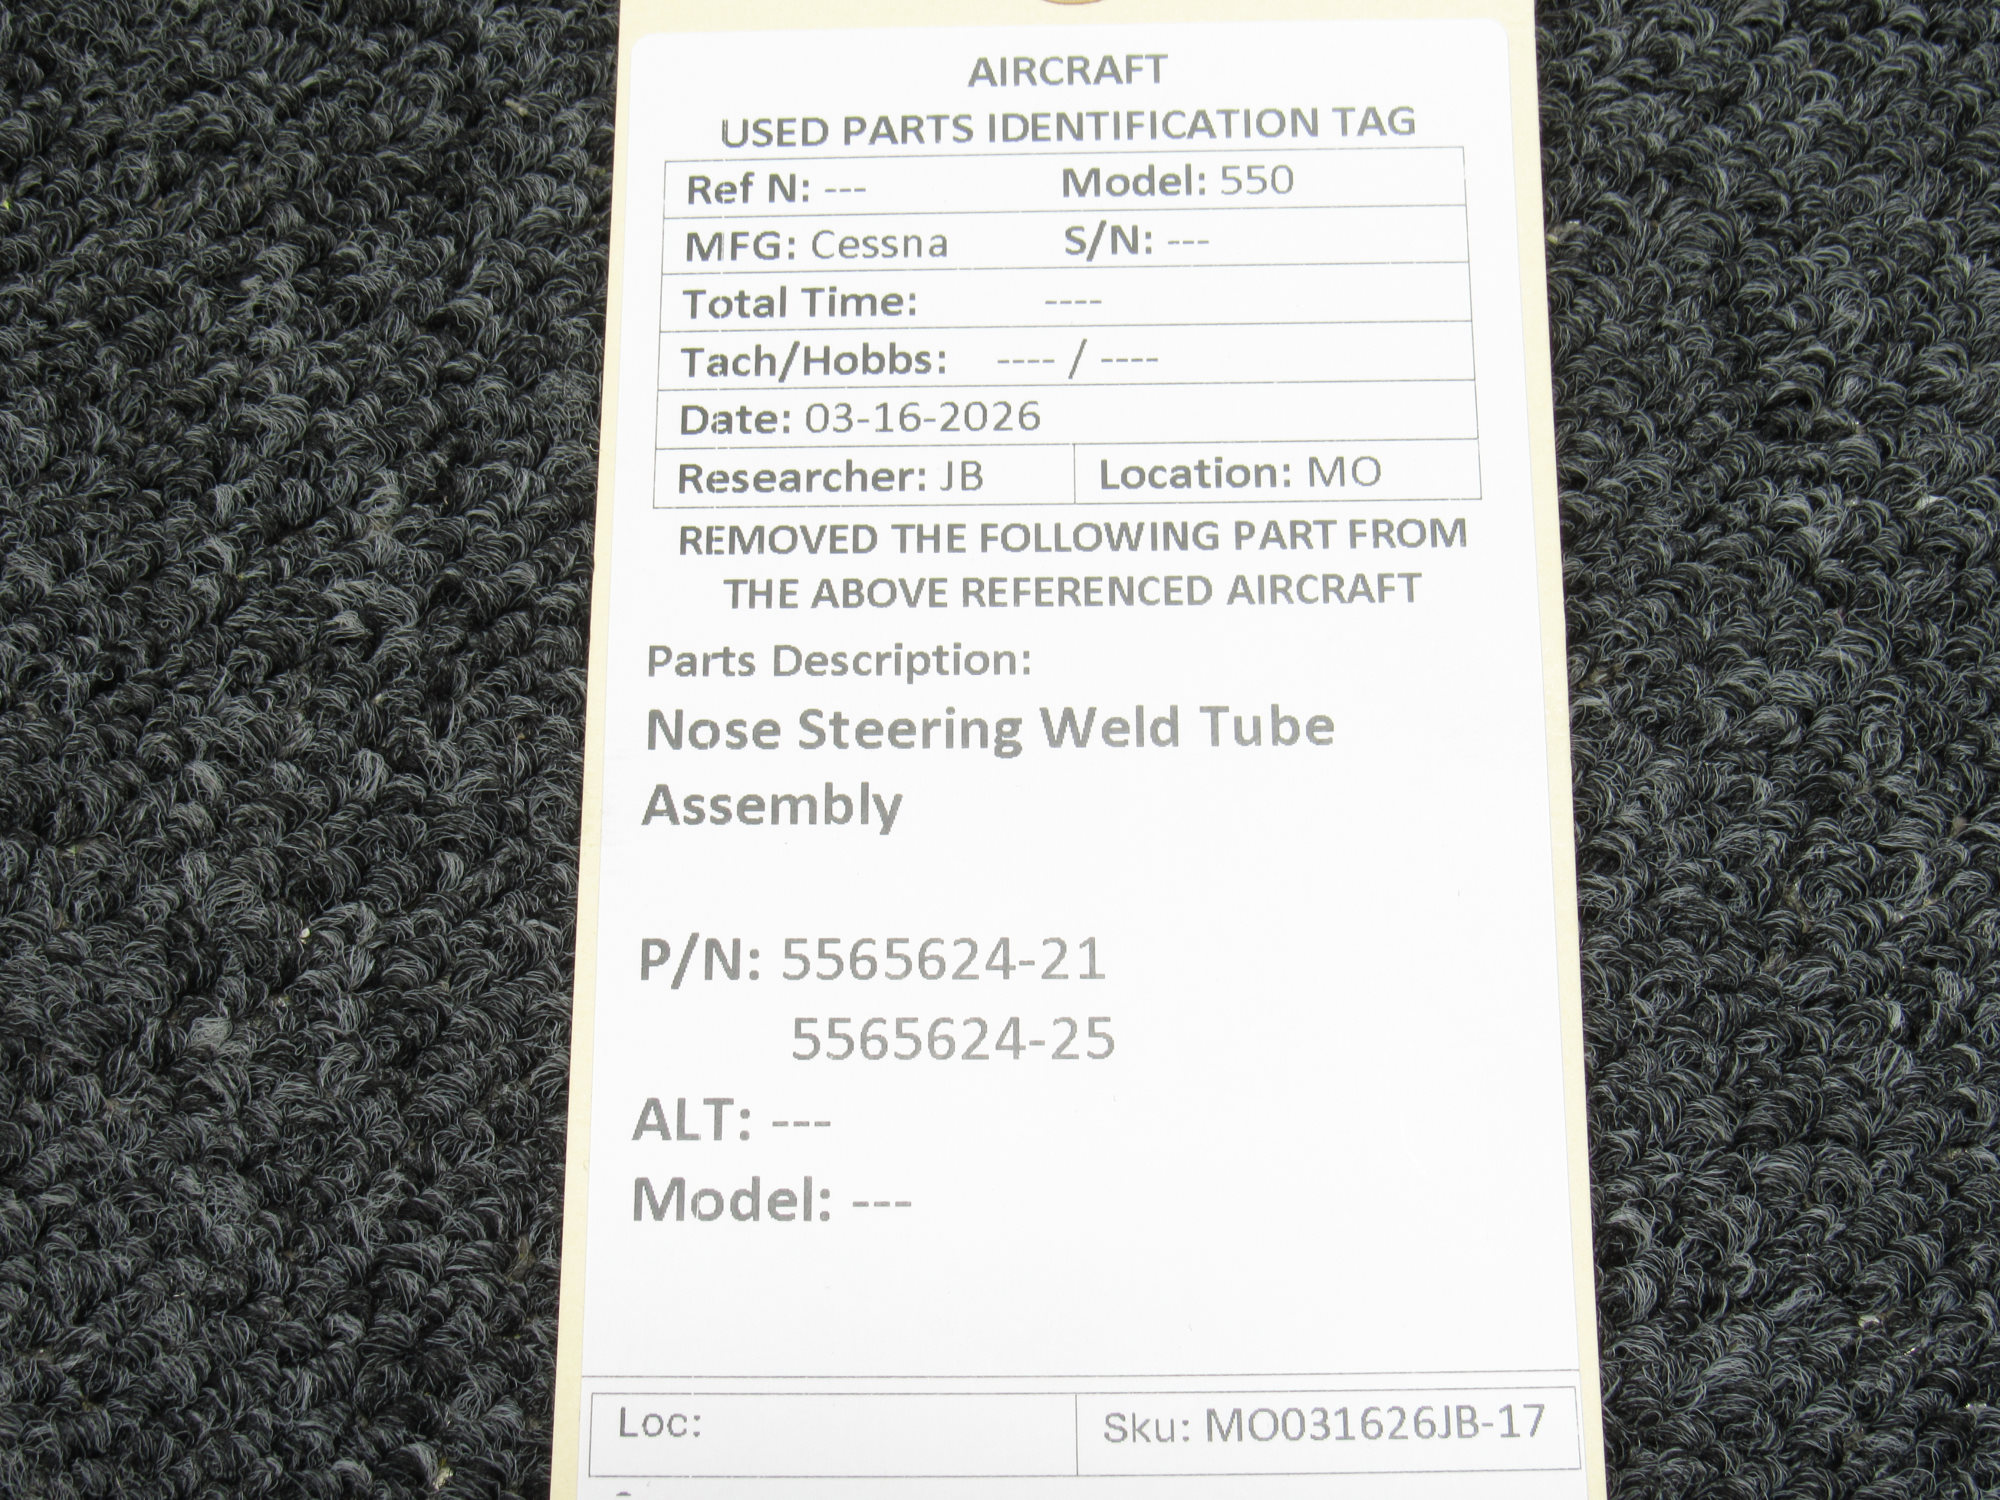 AIRCRAFT
USED PARTS IDENTIFICATION TAG
Ref N: --- Model: 550
MFG: Cessna S/N: ---
Total Time: ----
Tach/Hobbs: ---- / ----
Date: 03-16-2026
Researcher: JB Location: MO
REMOVED THE FOLLOWING PART FROM
THE ABOVE REFERENCED AIRCRAFT
Parts Description:
Nose Steering Weld Tube
Assembly
P/N: 5565624-21
5565624-25
ALT: ---
Model: ---
Loc: Sku: MO031626JB-17